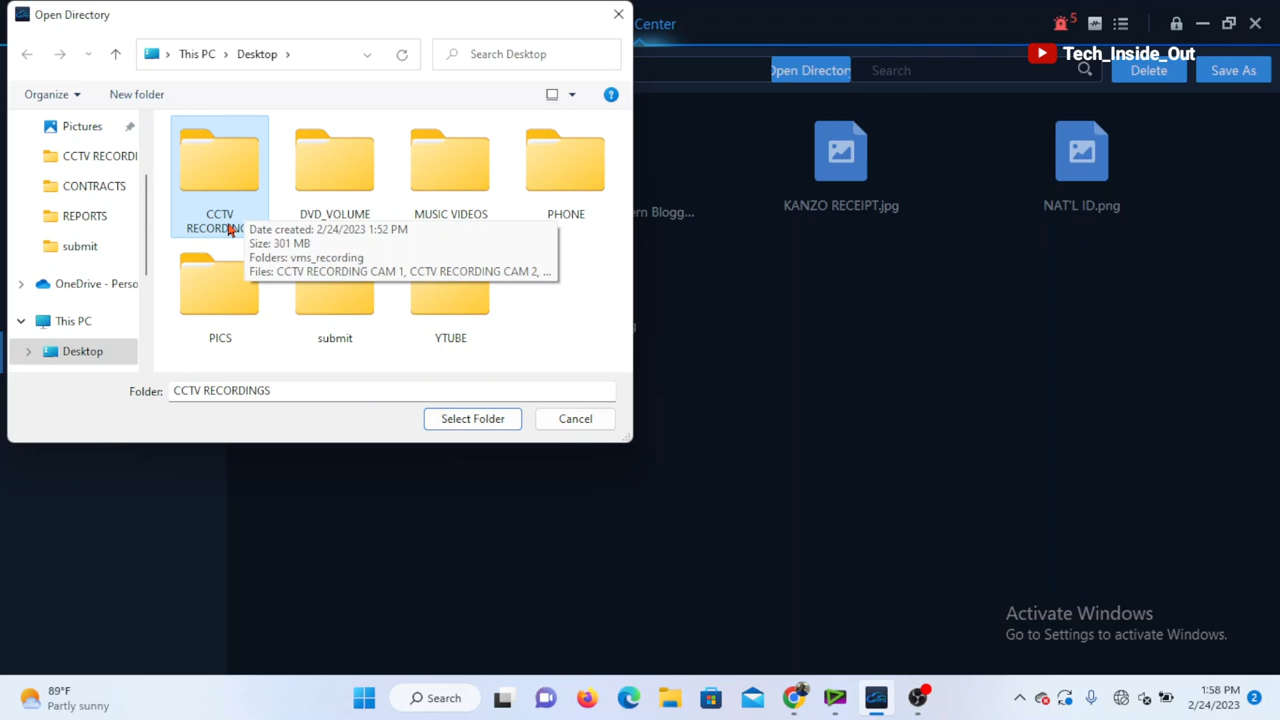 Open Directory
Center
5
Tech_Inside_Out
This PC
Desktop
Search Desktop
Open Directory
Search
Delete
Save As
Organize
New folder
Pictures
CCTV RECORDI
CONTRACTS
REPORTS
submit
OneDrive - Perso
This PC
Desktop
CCTV
RECORDING
DVD_VOLUME
MUSIC VIDEOS
PHONE
Date created: 2/24/2023 1:52 PM
Size: 301 MB
Folders: vms_recording
Files: CCTV RECORDING CAM 1, CCTV RECORDING CAM 2, ...
PICS
submit
YTUBE
Folder:
CCTV RECORDINGS
Select Folder
Cancel
rn Blogg...
KANZO RECEIPT.jpg
NAT'L ID.png
g
Activate Windows
Go to Settings to activate Windows.
89°F
Partly sunny
Search
1:58 PM
2/24/2023
2